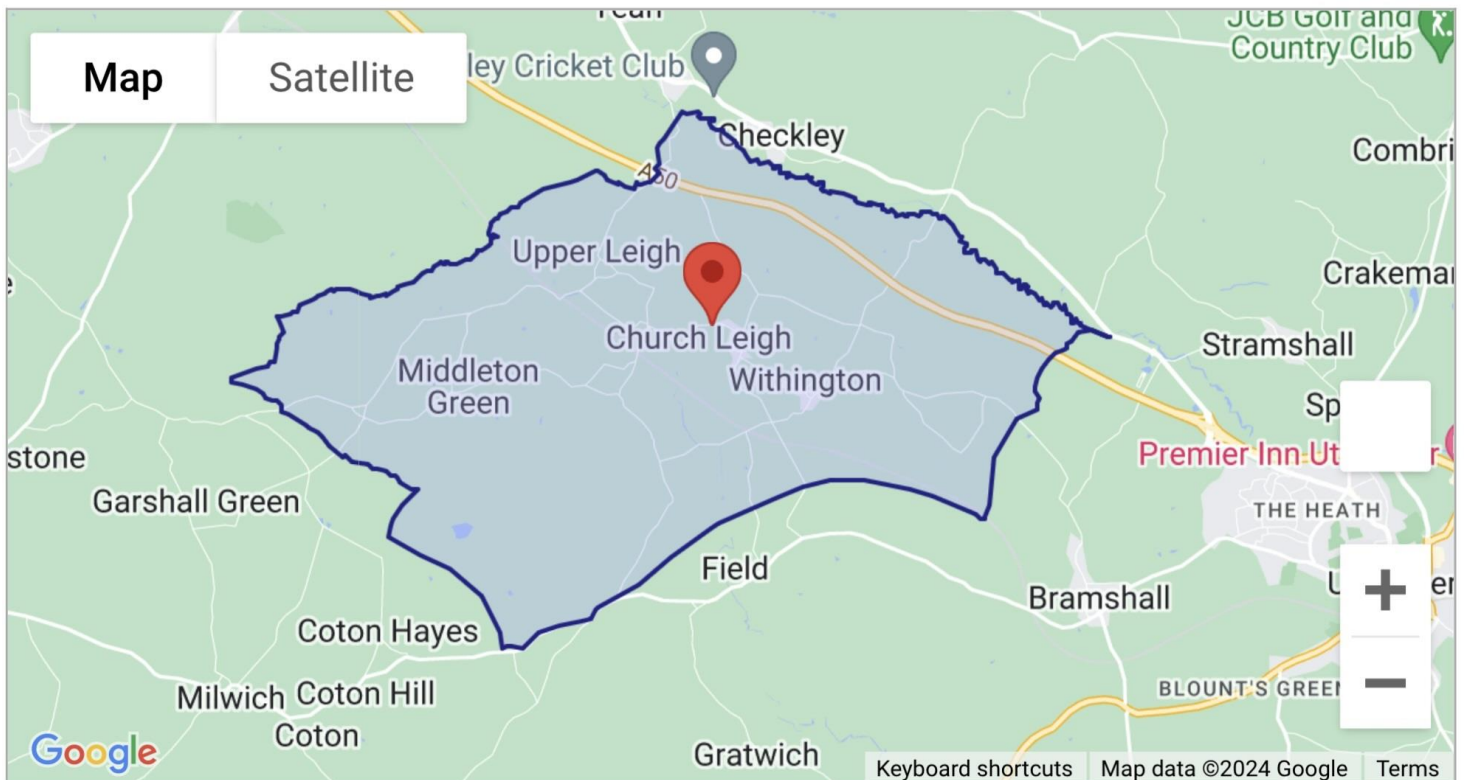 JCB Golf and
Country Club
Map
Satellite
ley Cricket Club
Checkley
Combri
A50
Upper Leigh
Crakemar
Church Leigh
Stramshall
Middleton
Green
Withington
Sp
stone
Premier Inn Ut
r
Garshall Green
THE HEATH
Field
Bramshall
U
er
Coton Hayes
Milwich
Coton Hill
BLOUNT'S GREEN
Coton
Gratwich
Google
Keyboard shortcuts
Map data ©2024 Google
Terms